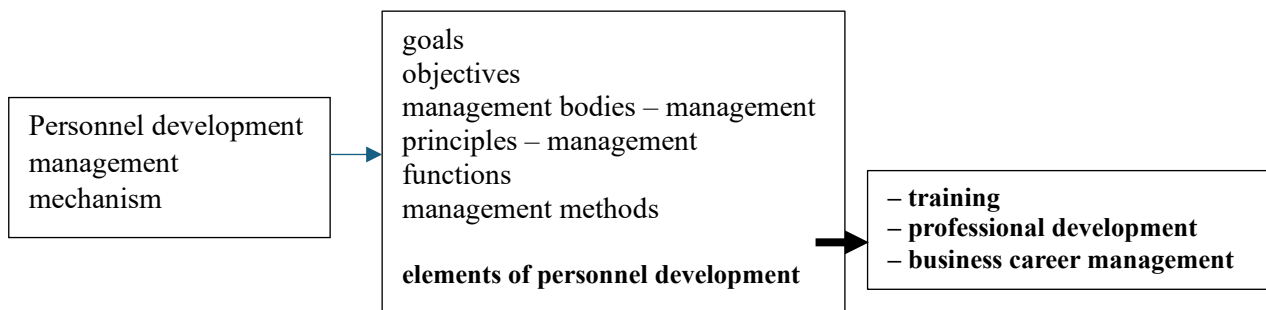 Personnel development
management
mechanism
goals
objectives
management bodies – management
principles – management
functions
management methods
elements of personnel development
– training
– professional development
– business career management